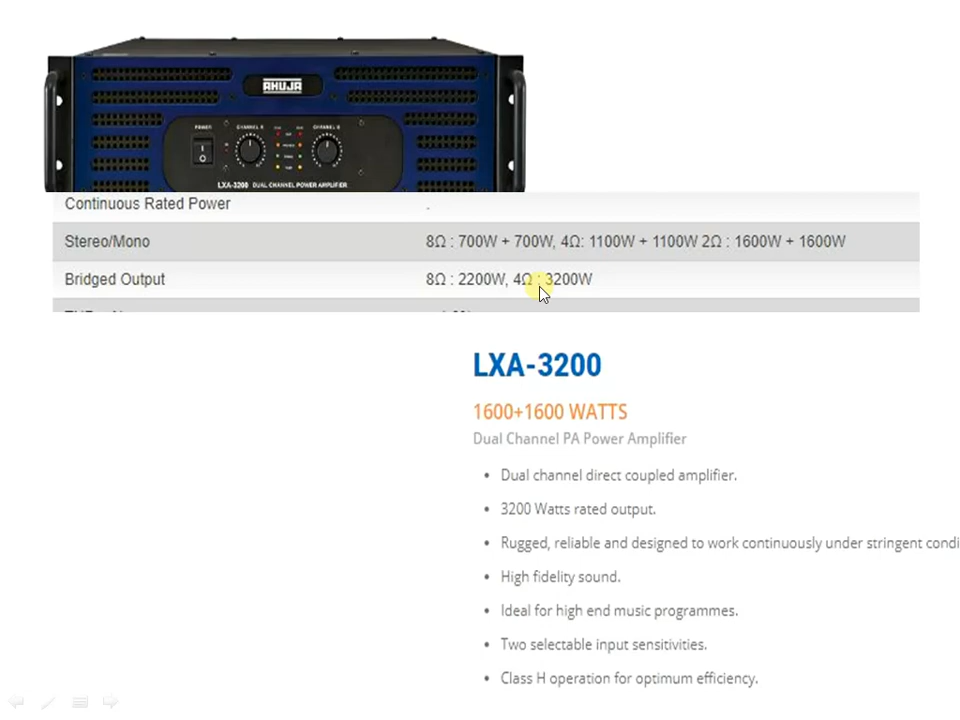 AHUJA
POWER
CHANNEL A
CHANNEL B
LXA-3200 DUAL CHANNEL POWER AMPLIFIER
Continuous Rated Power .
Stereo/Mono 8Ω : 700W + 700W, 4Ω: 1100W + 1100W 2Ω : 1600W + 1600W
Bridged Output 8Ω : 2200W, 4Ω : 3200W
LXA-3200
1600+1600 WATTS
Dual Channel PA Power Amplifier
• Dual channel direct coupled amplifier.
• 3200 Watts rated output.
• Rugged, reliable and designed to work continuously under stringent condi
• High fidelity sound.
• Ideal for high end music programmes.
• Two selectable input sensitivities.
• Class H operation for optimum efficiency.